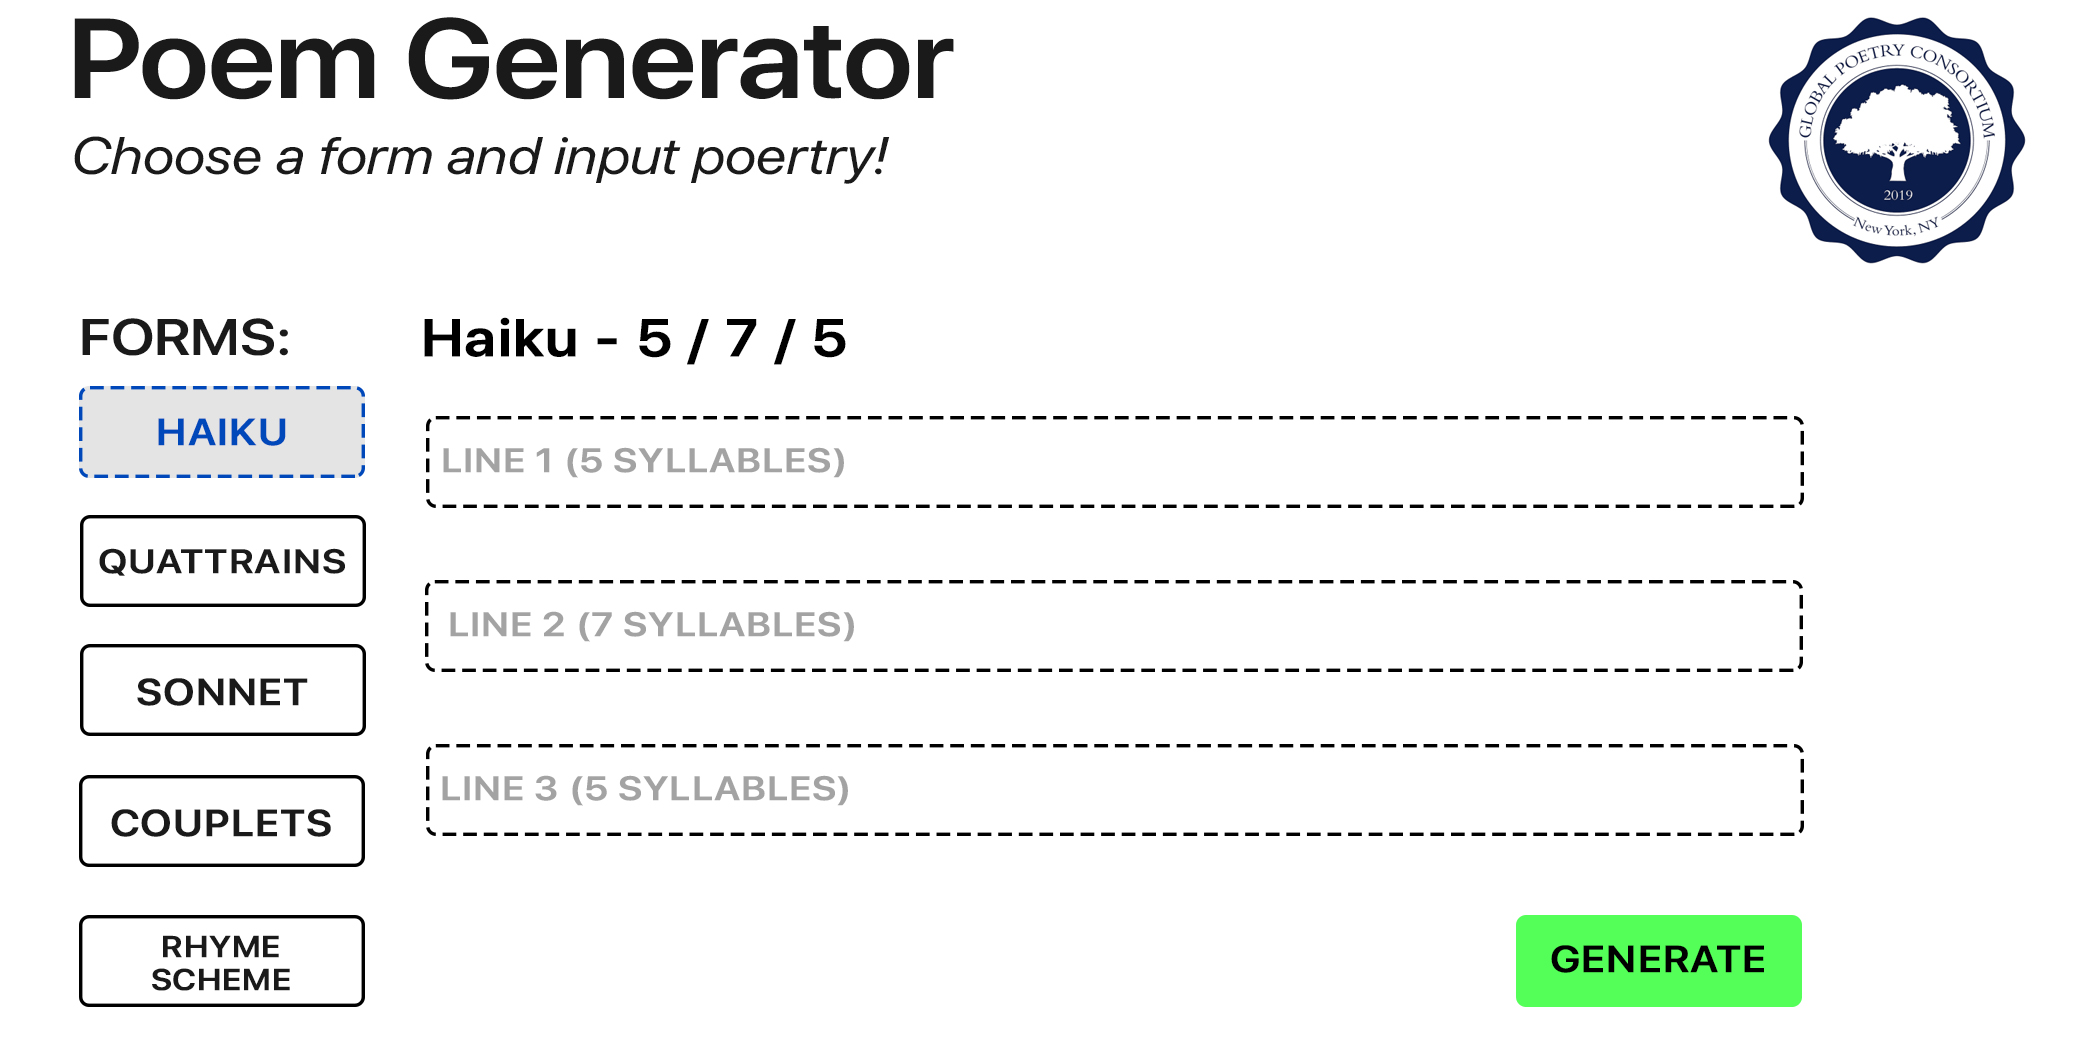 Poem Generator
Choose a form and input poertry!
GLOBAL POETRY CONSORTIUM
2019
New York, NY
FORMS:
HAIKU
QUATTRAINS
SONNET
COUPLETS
RHYME
SCHEME
Haiku - 5 / 7 / 5
LINE 1 (5 SYLLABLES)
LINE 2 (7 SYLLABLES)
LINE 3 (5 SYLLABLES)
GENERATE